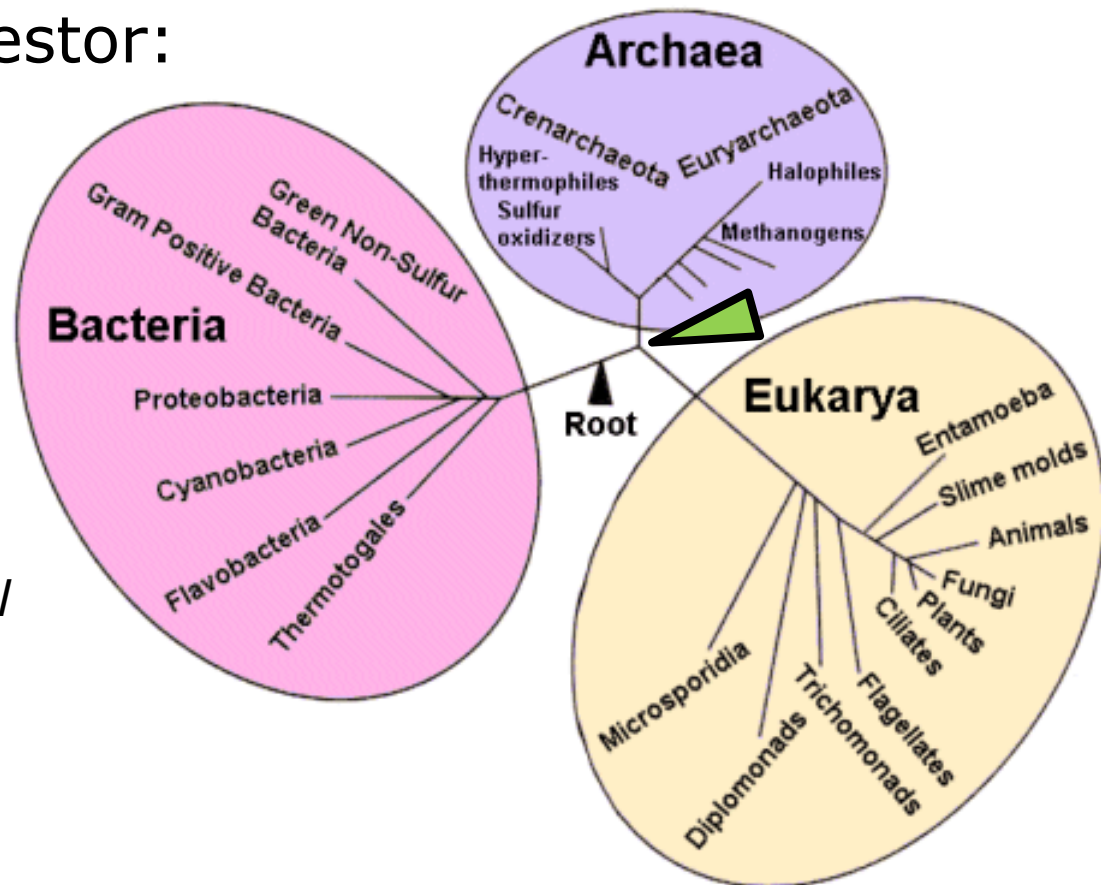 estor:
Archaea
Crenarchaeota
Euryarchaeota
Hyper-
thermophiles
Sulfur
oxidizers
Halophiles
Methanogens
Bacteria
Green Non-Sulfur
Bacteria
Gram Positive Bacteria
Proteobacteria
Cyanobacteria
Flavobacteria
Thermotogales
Root
Eukarya
Entamoeba
Slime molds
Animals
Fungi
Plants
Ciliates
Flagellates
Trichomonads
Diplomonads
Microsporidia